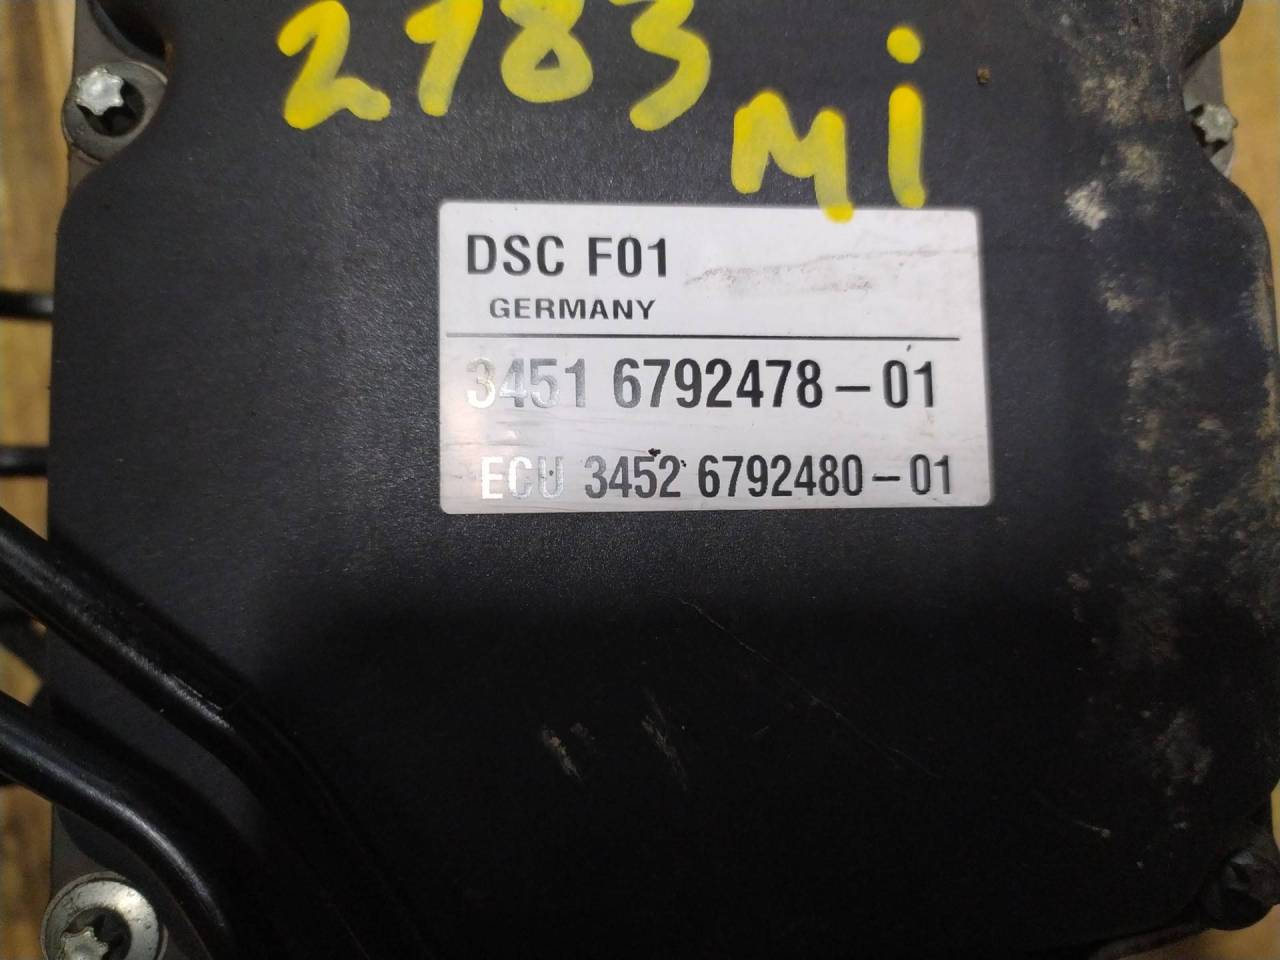 2183 Mi
DSC F01
GERMANY
3451 6792478-01
ECU 3452 6792480-01